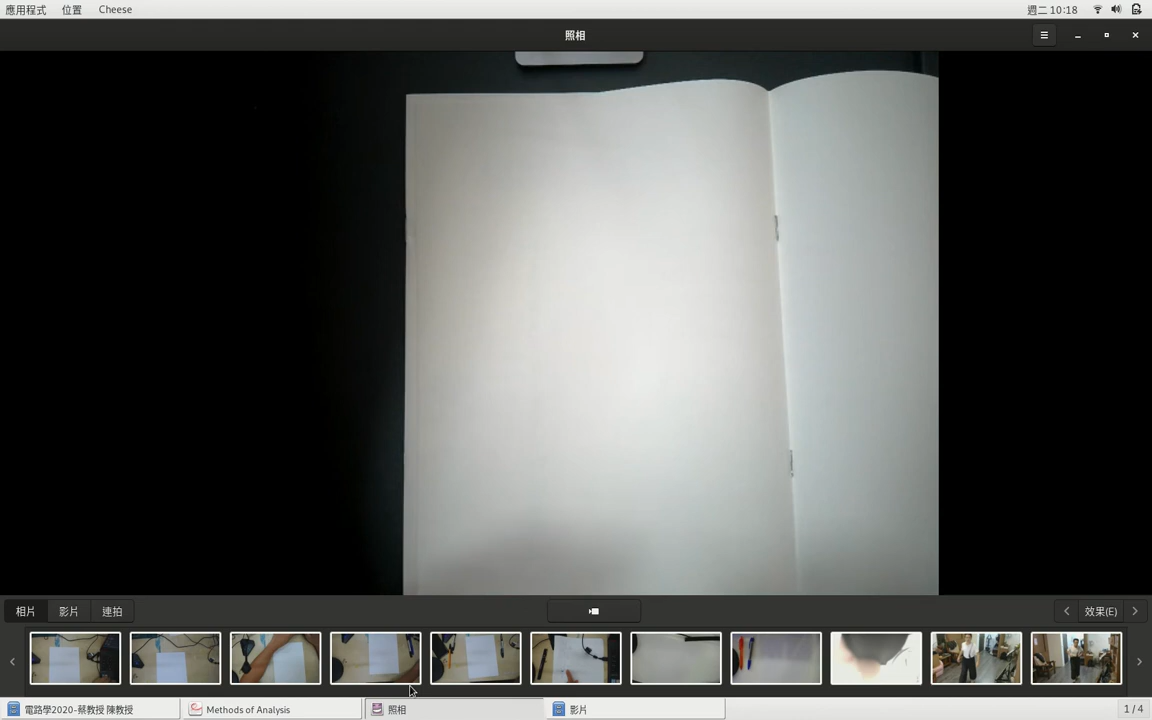 應用程式 位置 Cheese 週二 10:18
照相
相片 影片 連拍 效果(E)
電路學2020-蔡教授 陳教授 Methods of Analysis 照相 影片 1 / 4